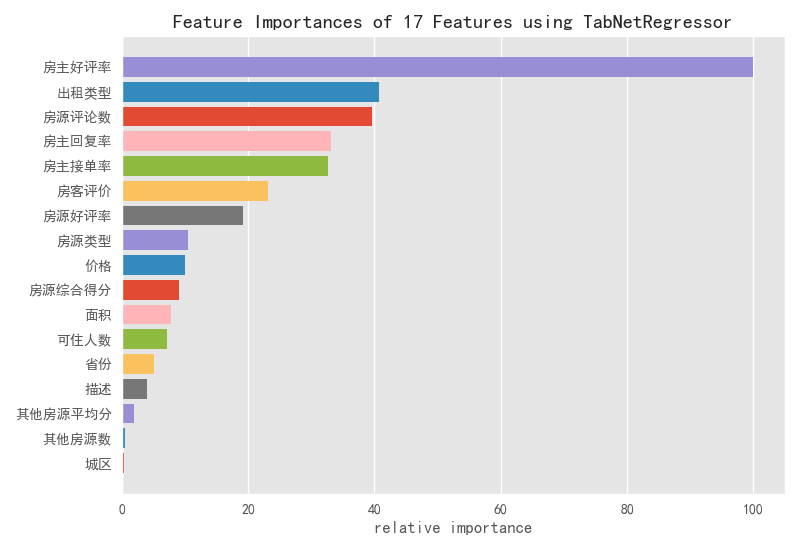 Feature Importances of 17 Features using TabNetRegressor
房主好评率
出租类型
房源评论数
房主回复率
房主接单率
房客评价
房源好评率
房源类型
价格
房源综合得分
面积
可住人数
省份
描述
其他房源平均分
其他房源数
城区
0 20 40 60 80 100
relative importance